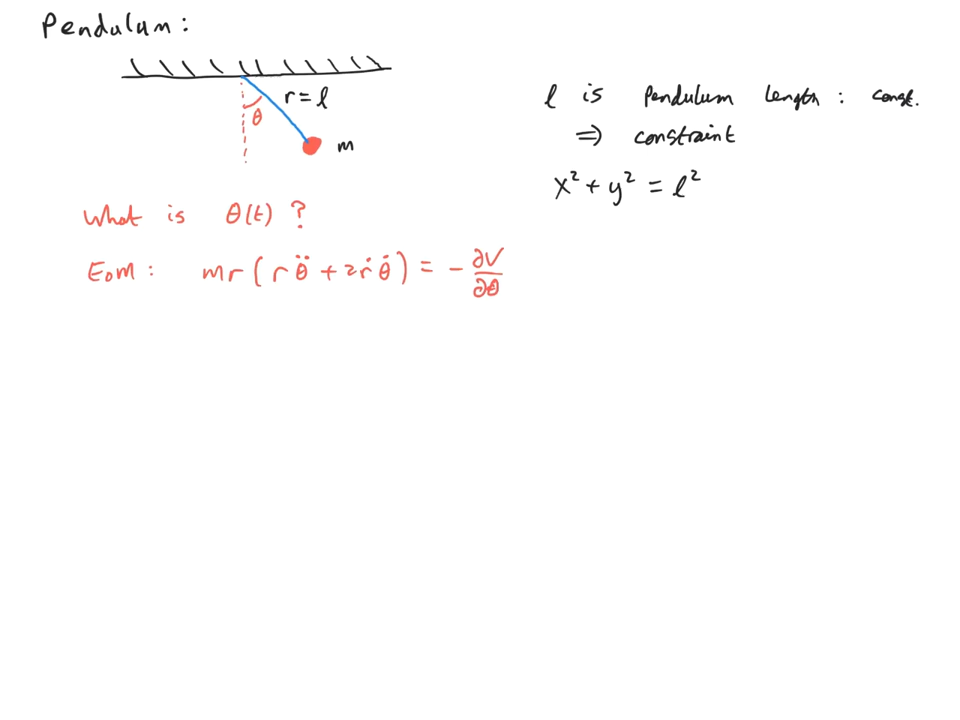 Pendulum:
r = l
θ
m
l is pendulum length : const.
⇒ constraint
x² + y² = l²
What is θ(t) ?
EoM : mr ( r θ̈ + 2 ṙ θ̇ ) = - ∂V/∂θ